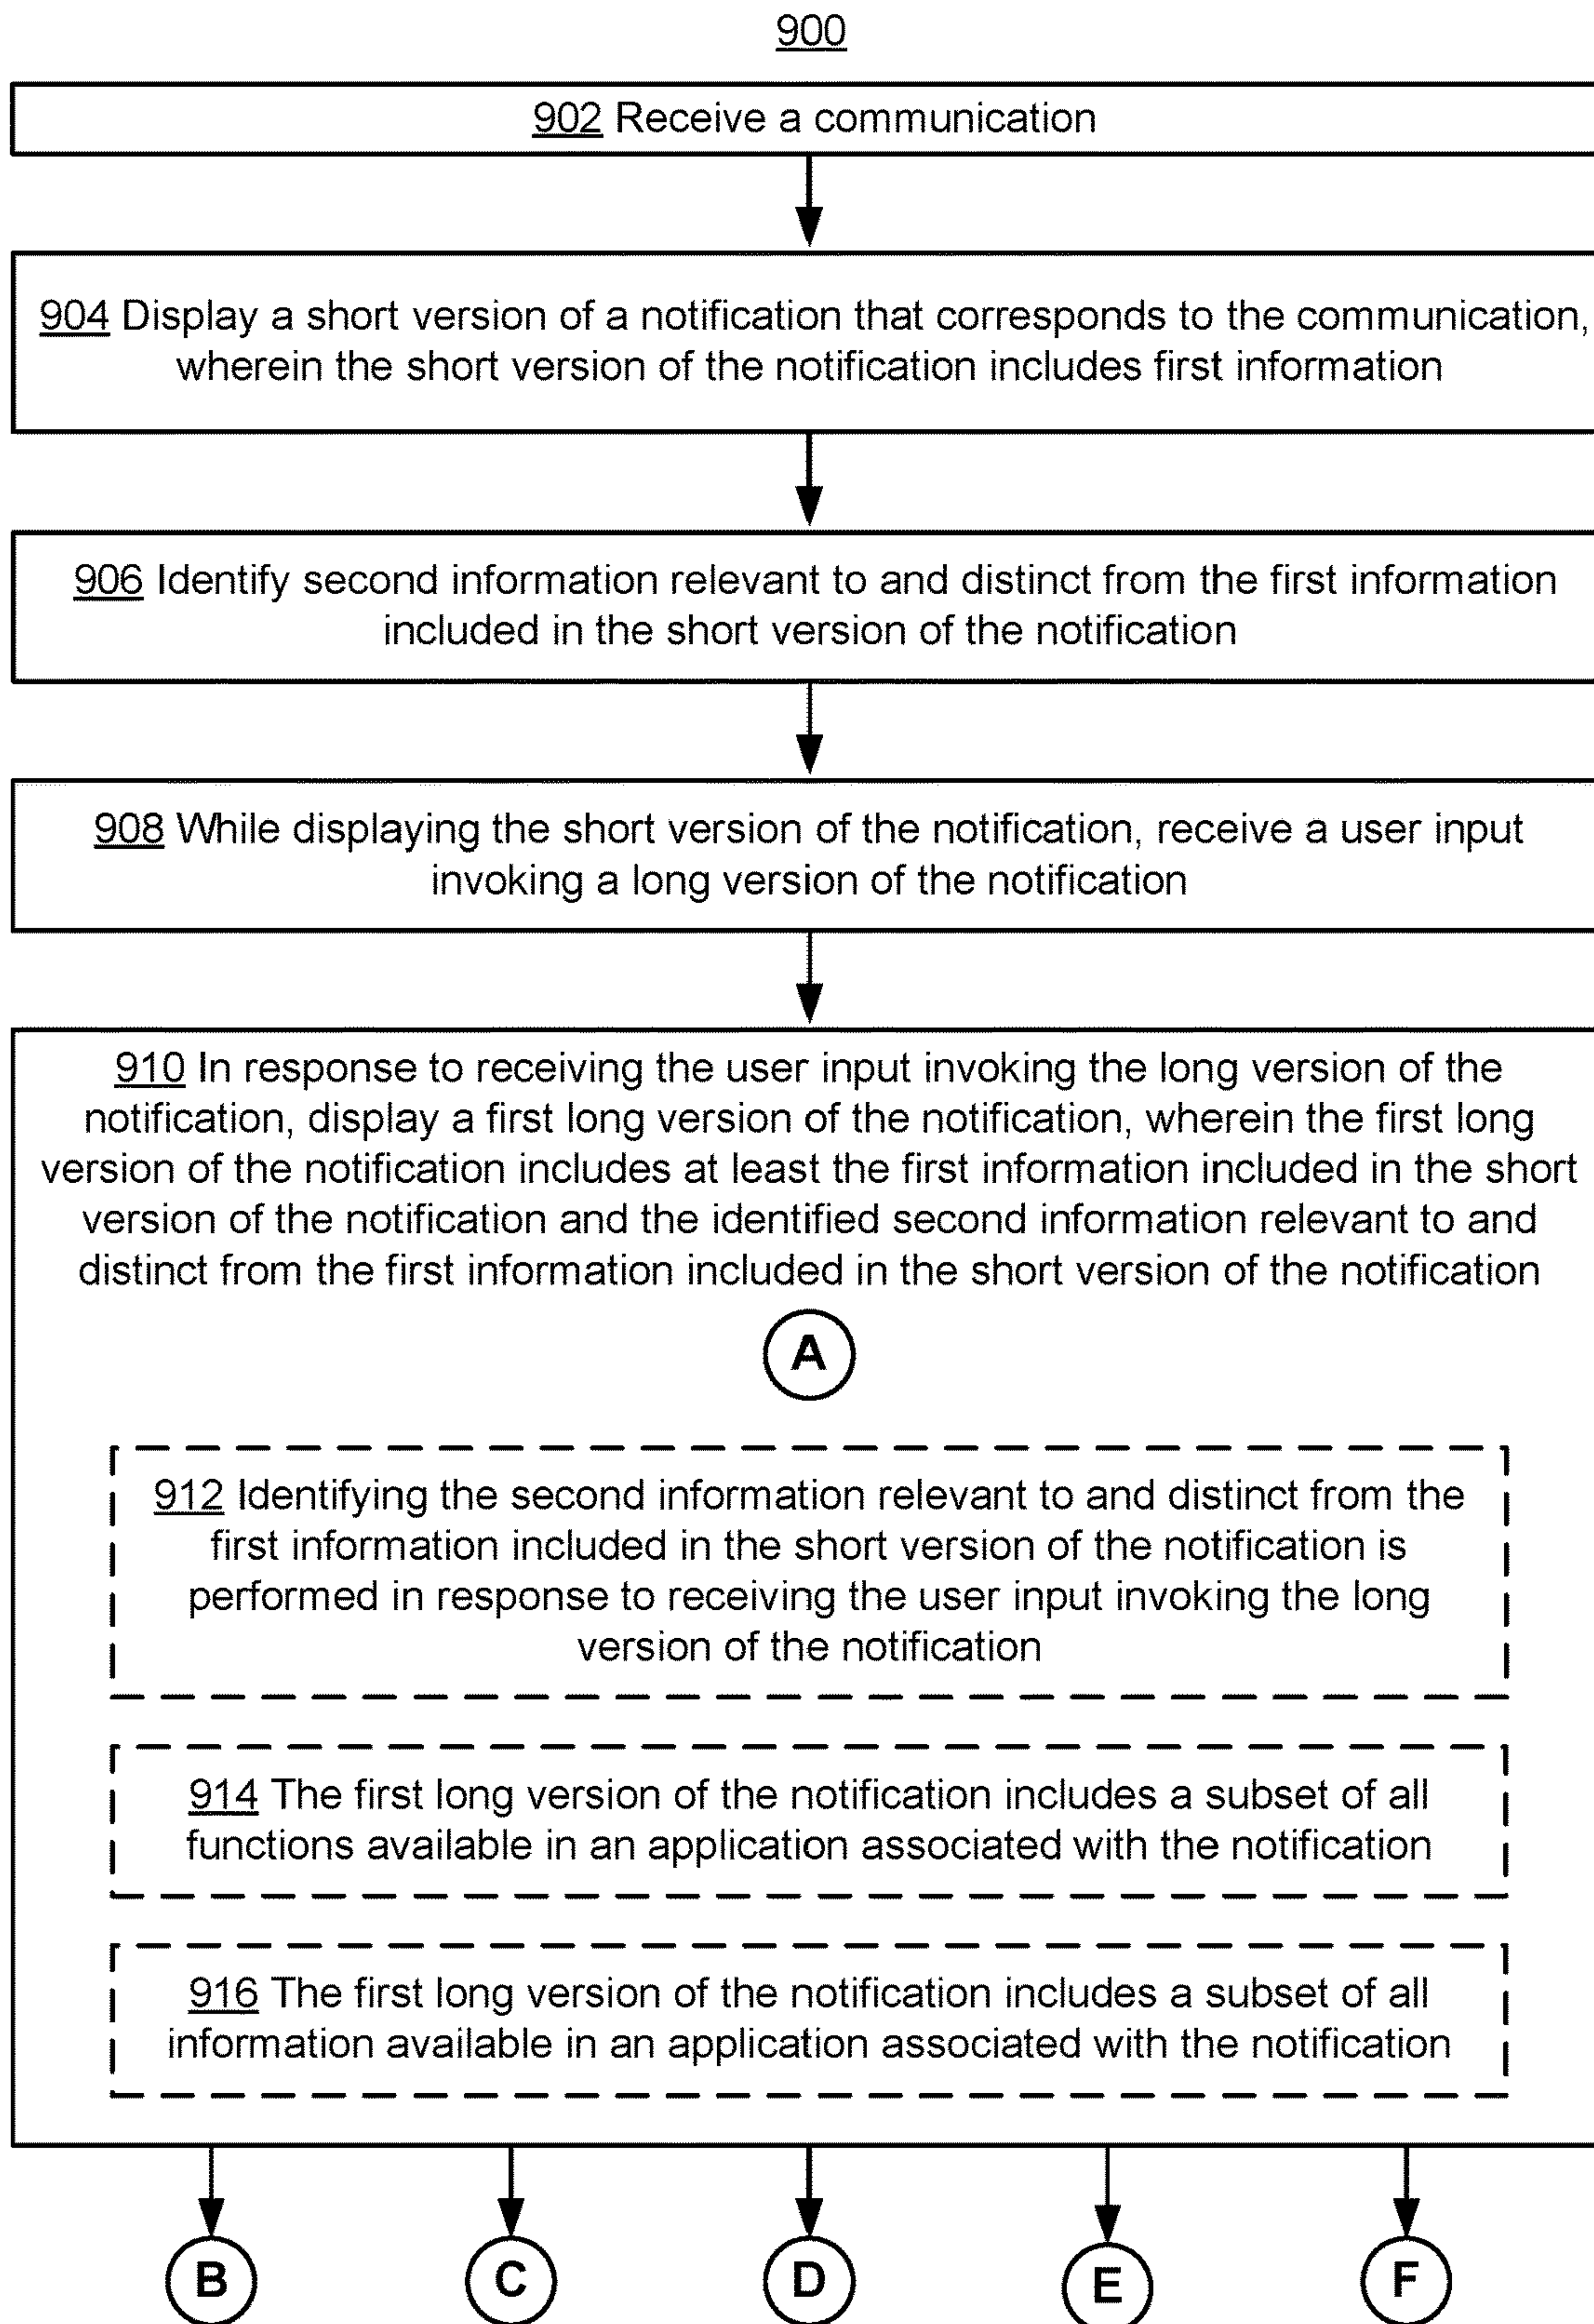 900
902 Receive a communication
904 Display a short version of a notification that corresponds to the communication,
wherein the short version of the notification includes first information
906 Identify second information relevant to and distinct from the first information
included in the short version of the notification
908 While displaying the short version of the notification, receive a user input
invoking a long version of the notification
910 In response to receiving the user input invoking the long version of the
notification, display a first long version of the notification, wherein the first long
version of the notification includes at least the first information included in the short
version of the notification and the identified second information relevant to and
distinct from the first information included in the short version of the notification
A
912 Identifying the second information relevant to and distinct from the
first information included in the short version of the notification is
performed in response to receiving the user input invoking the long
version of the notification
914 The first long version of the notification includes a subset of all
functions available in an application associated with the notification
916 The first long version of the notification includes a subset of all
information available in an application associated with the notification
B C D E F